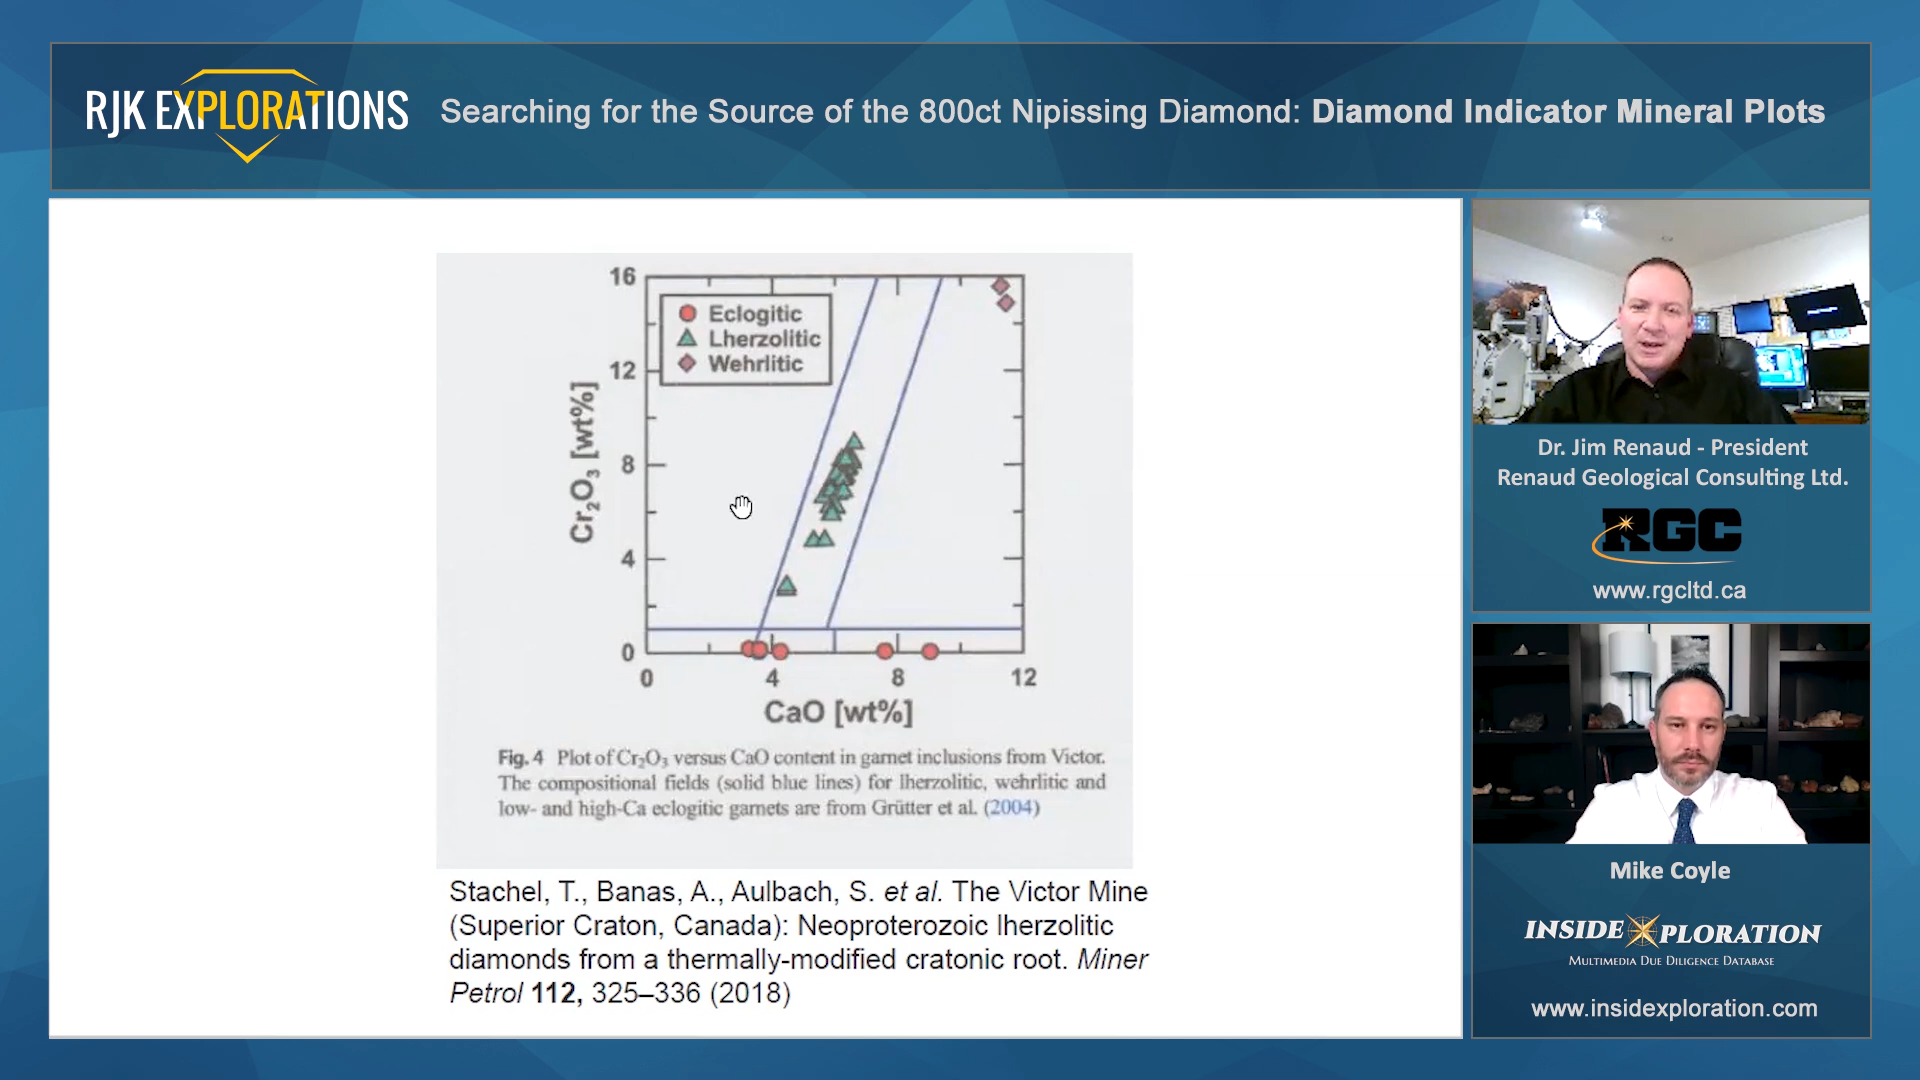 RJK EXPLORATIONS
Searching for the Source of the 800ct Nipissing Diamond: Diamond Indicator Mineral Plots
16
12
8
4
0
Cr₂O₃ [wt%]
Eclogitic
Lherzolitic
Wehrlitic
0 4 8 12
CaO [wt%]
Fig. 4 Plot of Cr₂O₃ versus CaO content in garnet inclusions from Victor.
The compositional fields (solid blue lines) for lherzolitic, wehrlitic and
low- and high-Ca eclogitic garnets are from Grütter et al. (2004)
Stachel, T., Banas, A., Aulbach, S. et al. The Victor Mine
(Superior Craton, Canada): Neoproterozoic lherzolitic
diamonds from a thermally-modified cratonic root. Miner
Petrol 112, 325–336 (2018)
Dr. Jim Renaud - President
Renaud Geological Consulting Ltd.
RGC
www.rgcltd.ca
Mike Coyle
INSIDEXPLORATION
MULTIMEDIA DUE DILIGENCE DATABASE
www.insidexploration.com